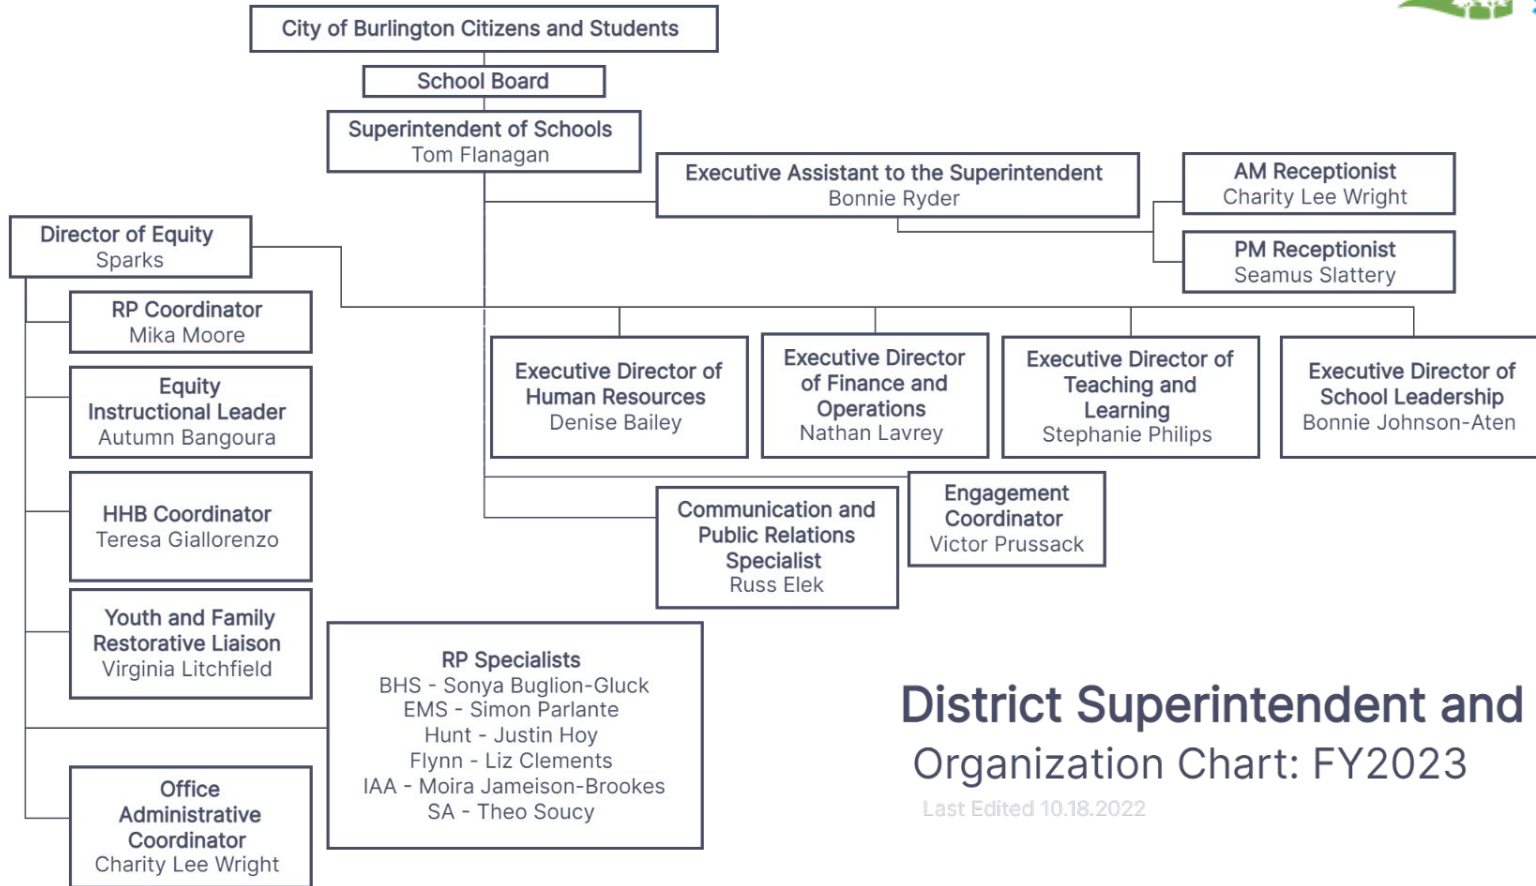 City of Burlington Citizens and Students
School Board
Superintendent of Schools
Tom Flanagan
Executive Assistant to the Superintendent
Bonnie Ryder
AM Receptionist
Charity Lee Wright
PM Receptionist
Seamus Slattery
Director of Equity
Sparks
RP Coordinator
Mika Moore
Equity
Instructional Leader
Autumn Bangoura
HHB Coordinator
Teresa Giallorenzo
Youth and Family
Restorative Liaison
Virginia Litchfield
RP Specialists
BHS - Sonya Buglion-Gluck
EMS - Simon Parlante
Hunt - Justin Hoy
Flynn - Liz Clements
IAA - Moira Jameison-Brookes
SA - Theo Soucy
Office
Administrative
Coordinator
Charity Lee Wright
Executive Director of
Human Resources
Denise Bailey
Executive Director
of Finance and
Operations
Nathan Lavrey
Executive Director of
Teaching and
Learning
Stephanie Philips
Executive Director of
School Leadership
Bonnie Johnson-Aten
Communication and
Public Relations
Specialist
Russ Elek
Engagement
Coordinator
Victor Prussack
District Superintendent and
Organization Chart: FY2023
Last Edited 10.18.2022